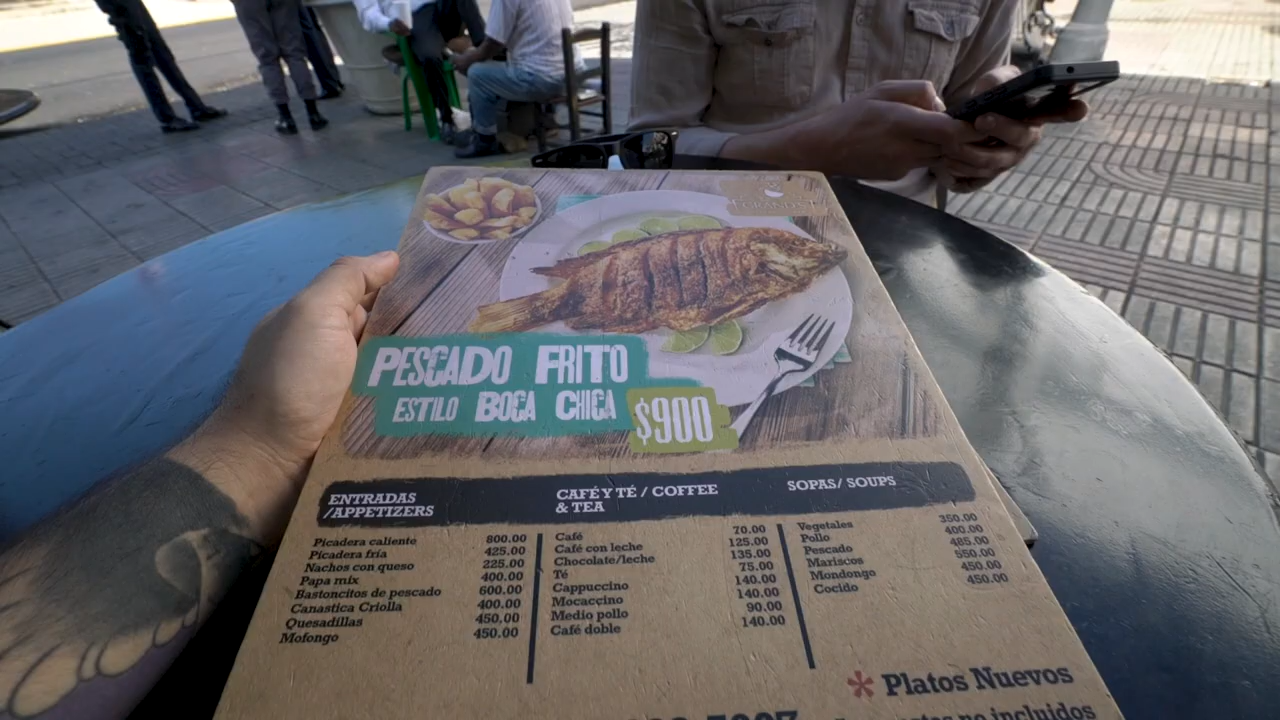 PESCADO FRITO
ESTILO BOCA CHICA
$900
ENTRADAS
/APPETIZERS
Picadera caliente 800.00
Picadera fría 425.00
Nachos con queso 225.00
Papa mix 400.00
Bastoncitos de pescado 600.00
Canastica Criolla 400.00
Quesadillas 450.00
Mofongo 450.00
CAFÉ Y TÉ / COFFEE
& TEA
Café 70.00
Café con leche 125.00
Chocolate/leche 135.00
Té 75.00
Cappuccino 140.00
Mocaccino 140.00
Medio pollo 90.00
Café doble 140.00
SOPAS/ SOUPS
Vegetales 350.00
Pollo 400.00
Pescado 485.00
Mariscos 550.00
Mondongo 450.00
Cocido 450.00
* Platos Nuevos
no incluidos